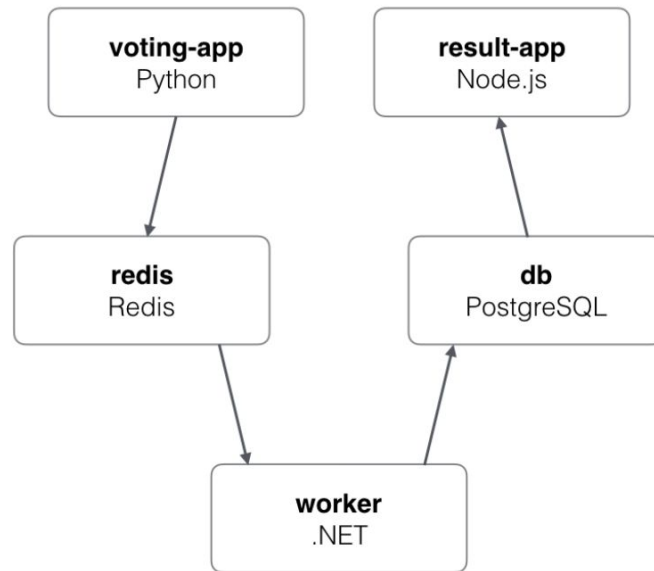 voting-app
Python
result-app
Node.js
redis
Redis
db
PostgreSQL
worker
.NET